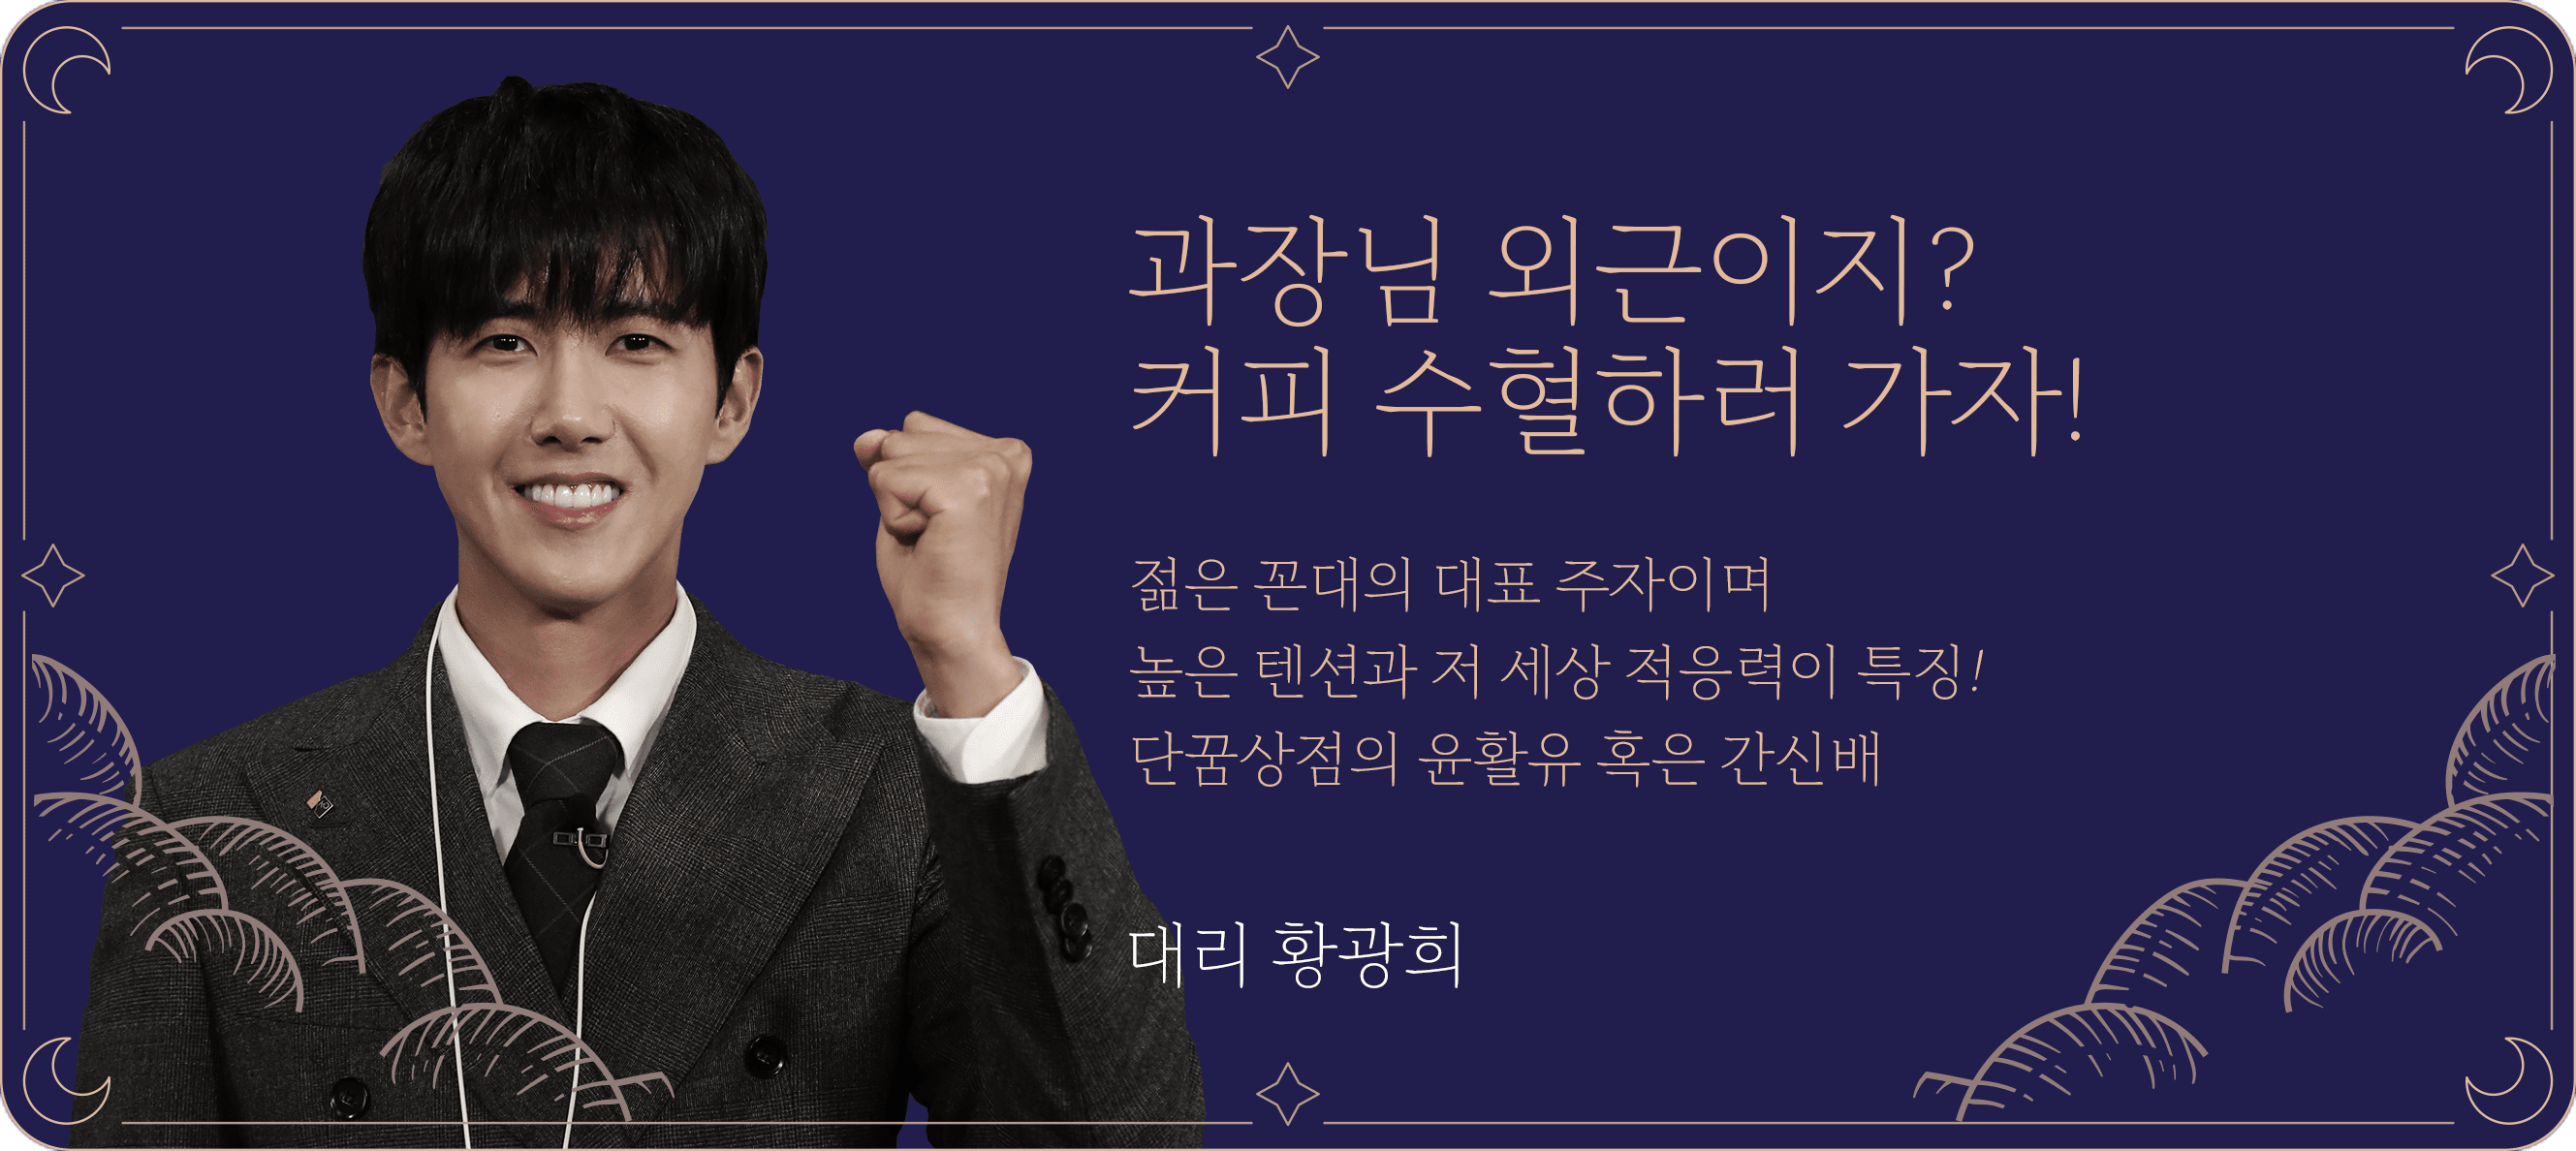 과장님 외근이지?
커피 수혈하러 가자!
젊은 꼰대의 대표 주자이며
높은 텐션과 저 세상 적응력이 특징!
단꿈상점의 윤활유 혹은 간신배
대리 황광희